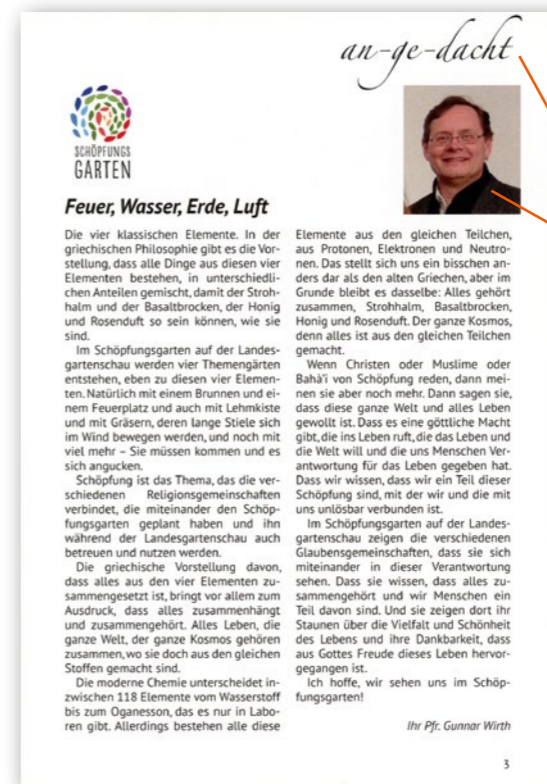 an-ge-dacht
SCHÖPFUNGS
GARTEN
Feuer, Wasser, Erde, Luft
Die vier klassischen Elemente. In der
griechischen Philosophie gibt es die Vor-
stellung, dass alle Dinge aus diesen vier
Elementen bestehen, in unterschiedli-
chen Anteilen gemischt, damit der Stroh-
halm und der Basaltbrocken, der Honig
und Rosenduft so sein können, wie sie
sind.
Im Schöpfungsgarten auf der Landes-
gartenschau werden vier Themengärten
entstehen, eben zu diesen vier Elemen-
ten. Natürlich mit einem Brunnen und ei-
nem Feuerplatz und auch mit Lehmkiste
und mit Gräsern, deren lange Stiele sich
im Wind bewegen werden, und noch mit
viel mehr – Sie müssen kommen und es
sich angucken.
Schöpfung ist das Thema, das die ver-
schiedenen Religionsgemeinschaften
verbindet, die miteinander den Schöp-
fungsgarten geplant haben und ihn
während der Landesgartenschau auch
betreuen und nutzen werden.
Die griechische Vorstellung davon,
dass alles aus den vier Elementen zu-
sammengesetzt ist, bringt vor allem zum
Ausdruck, dass alles zusammenhängt
und zusammengehört. Alles Leben, die
ganze Welt, der ganze Kosmos gehören
zusammen, wo sie doch aus den gleichen
Stoffen gemacht sind.
Die moderne Chemie unterscheidet in-
zwischen 118 Elemente vom Wasserstoff
bis zum Oganesson, das es nur in Labo-
ren gibt. Allerdings bestehen alle diese
Elemente aus den gleichen Teilchen,
aus Protonen, Elektronen und Neutro-
nen. Das stellt sich uns ein bisschen an-
ders dar als den alten Griechen, aber im
Grunde bleibt es dasselbe: Alles gehört
zusammen, Strohhalm, Basaltbrocken,
Honig und Rosenduft. Der ganze Kosmos,
denn alles ist aus den gleichen Teilchen
gemacht.
Wenn Christen oder Muslime oder
Bahà'i von Schöpfung reden, dann mei-
nen sie aber noch mehr. Dann sagen sie,
dass diese ganze Welt und alles Leben
gewollt ist. Dass es eine göttliche Macht
gibt, die ins Leben ruft, die das Leben und
die Welt will und die uns Menschen Ver-
antwortung für das Leben gegeben hat.
Dass wir wissen, dass wir ein Teil dieser
Schöpfung sind, mit der wir und die mit
uns unlösbar verbunden ist.
Im Schöpfungsgarten auf der Landes-
gartenschau zeigen die verschiedenen
Glaubensgemeinschaften, dass sie sich
miteinander in dieser Verantwortung
sehen. Dass sie wissen, dass alles zu-
sammengehört und wir Menschen ein
Teil davon sind. Und sie zeigen dort ihr
Staunen über die Vielfalt und Schönheit
des Lebens und ihre Dankbarkeit, dass
aus Gottes Freude dieses Leben hervor-
gegangen ist.
Ich hoffe, wir sehen uns im Schöp-
fungsgarten!
Ihr Pfr. Gunnar Wirth
3